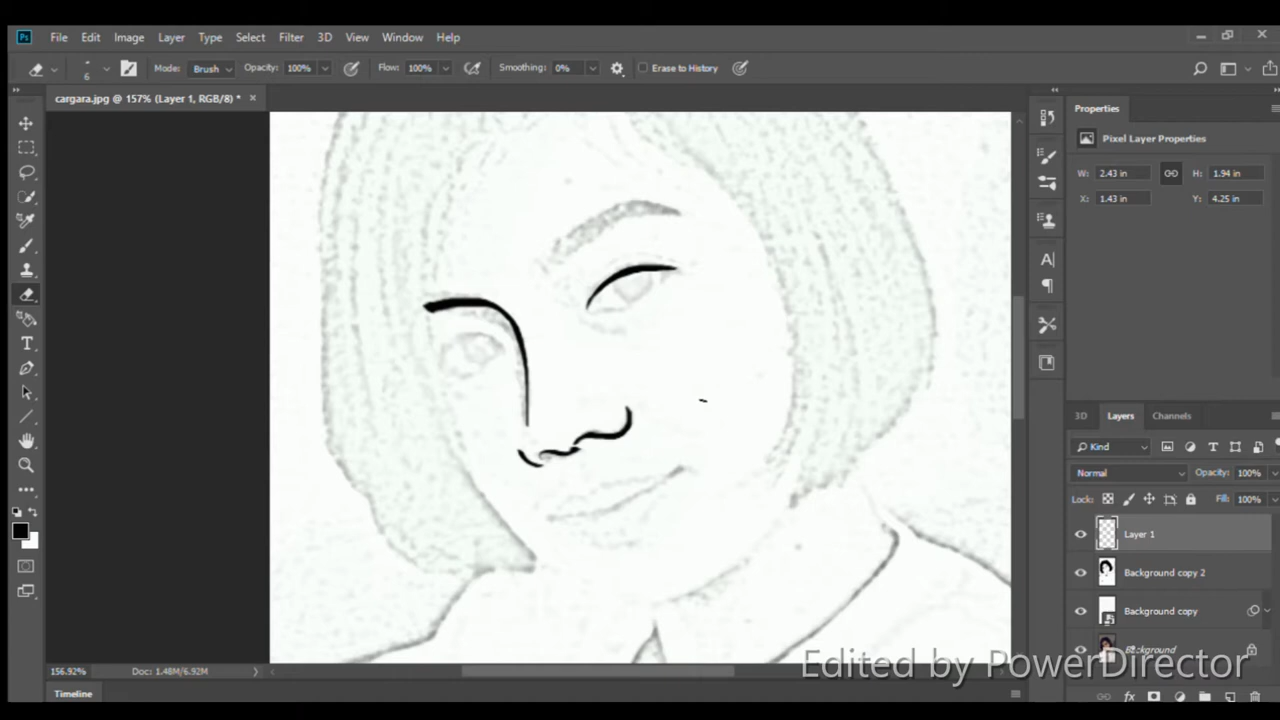 Ps File Edit Image Layer Type Select Filter 3D View Window Help
6 Mode: Brush Opacity: 100% Flow: 100% Smoothing: 0% Erase to History
cargara.jpg @ 157% (Layer 1, RGB/8) *
Properties
Pixel Layer Properties
W: 2.43 in H: 1.94 in
X: 1.43 in Y: 4.25 in
3D Layers Channels
Kind
Normal Opacity: 100%
Lock: Fill: 100%
Layer 1
Background copy 2
Background copy
Background
Edited by PowerDirector
156.92% Doc: 1.48M/6.92M
Timeline